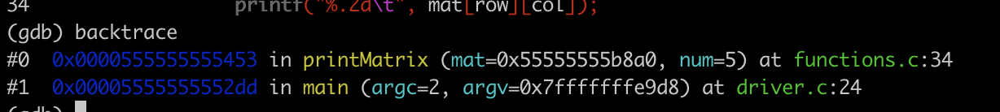 34                      printf("%.2d\t", mat[row][col]);
(gdb) backtrace
#0  0x0000555555555453 in printMatrix (mat=0x55555555b8a0, num=5) at functions.c:34
#1  0x00005555555552dd in main (argc=2, argv=0x7fffffffe9d8) at driver.c:24
(gdb)